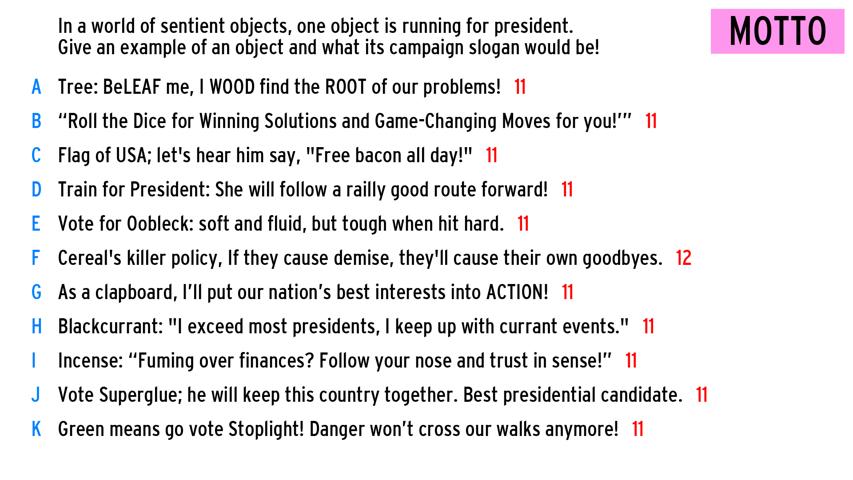 In a world of sentient objects, one object is running for president.
Give an example of an object and what its campaign slogan would be!
MOTTO
A Tree: BeLEAF me, I WOOD find the ROOT of our problems! 11
B “Roll the Dice for Winning Solutions and Game-Changing Moves for you!’” 11
C Flag of USA; let's hear him say, "Free bacon all day!" 11
D Train for President: She will follow a railly good route forward! 11
E Vote for Oobleck: soft and fluid, but tough when hit hard. 11
F Cereal's killer policy, If they cause demise, they'll cause their own goodbyes. 12
G As a clapboard, I’ll put our nation’s best interests into ACTION! 11
H Blackcurrant: "I exceed most presidents, I keep up with currant events." 11
I Incense: “Fuming over finances? Follow your nose and trust in sense!” 11
J Vote Superglue; he will keep this country together. Best presidential candidate. 11
K Green means go vote Stoplight! Danger won’t cross our walks anymore! 11